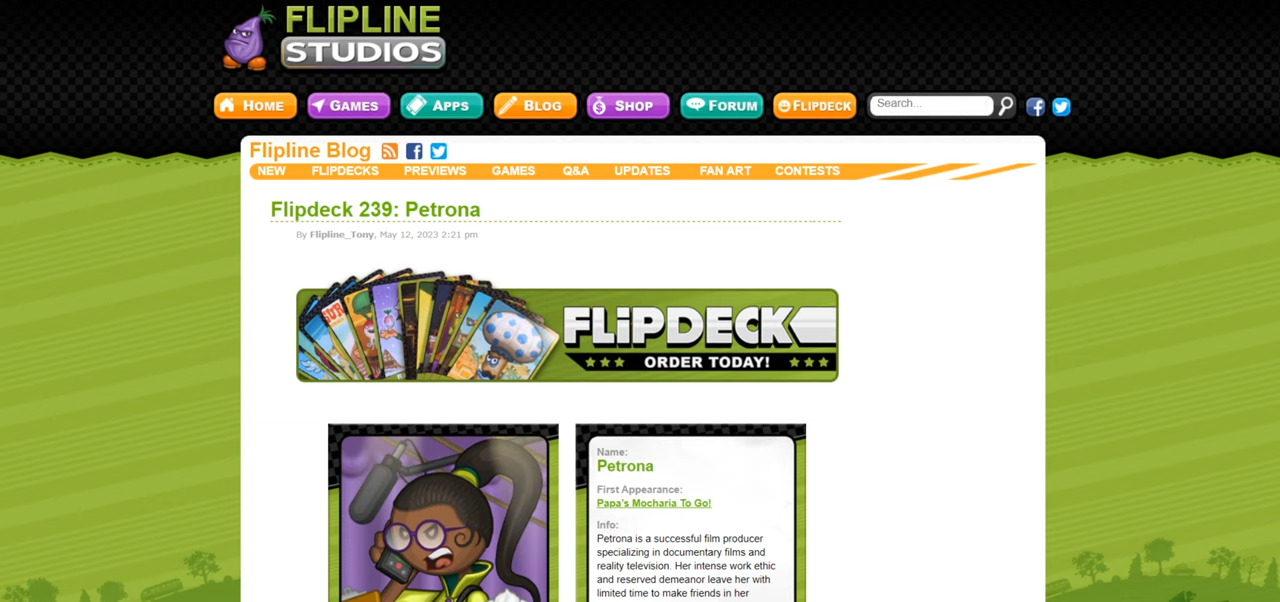 FLIPLINE
STUDIOS
HOME GAMES APPS BLOG SHOP FORUM FLIPDECK Search...
Flipline Blog
NEW FLIPDECKS PREVIEWS GAMES Q&A UPDATES FAN ART CONTESTS
Flipdeck 239: Petrona
By Flipline_Tony, May 12, 2023 2:21 pm
FLiPDECK
ORDER TODAY!
Name:
Petrona
First Appearance:
Papa's Mocharia To Go!
Info:
Petrona is a successful film producer
specializing in documentary films and
reality television. Her intense work ethic
and reserved demeanor leave her with
limited time to make friends in her